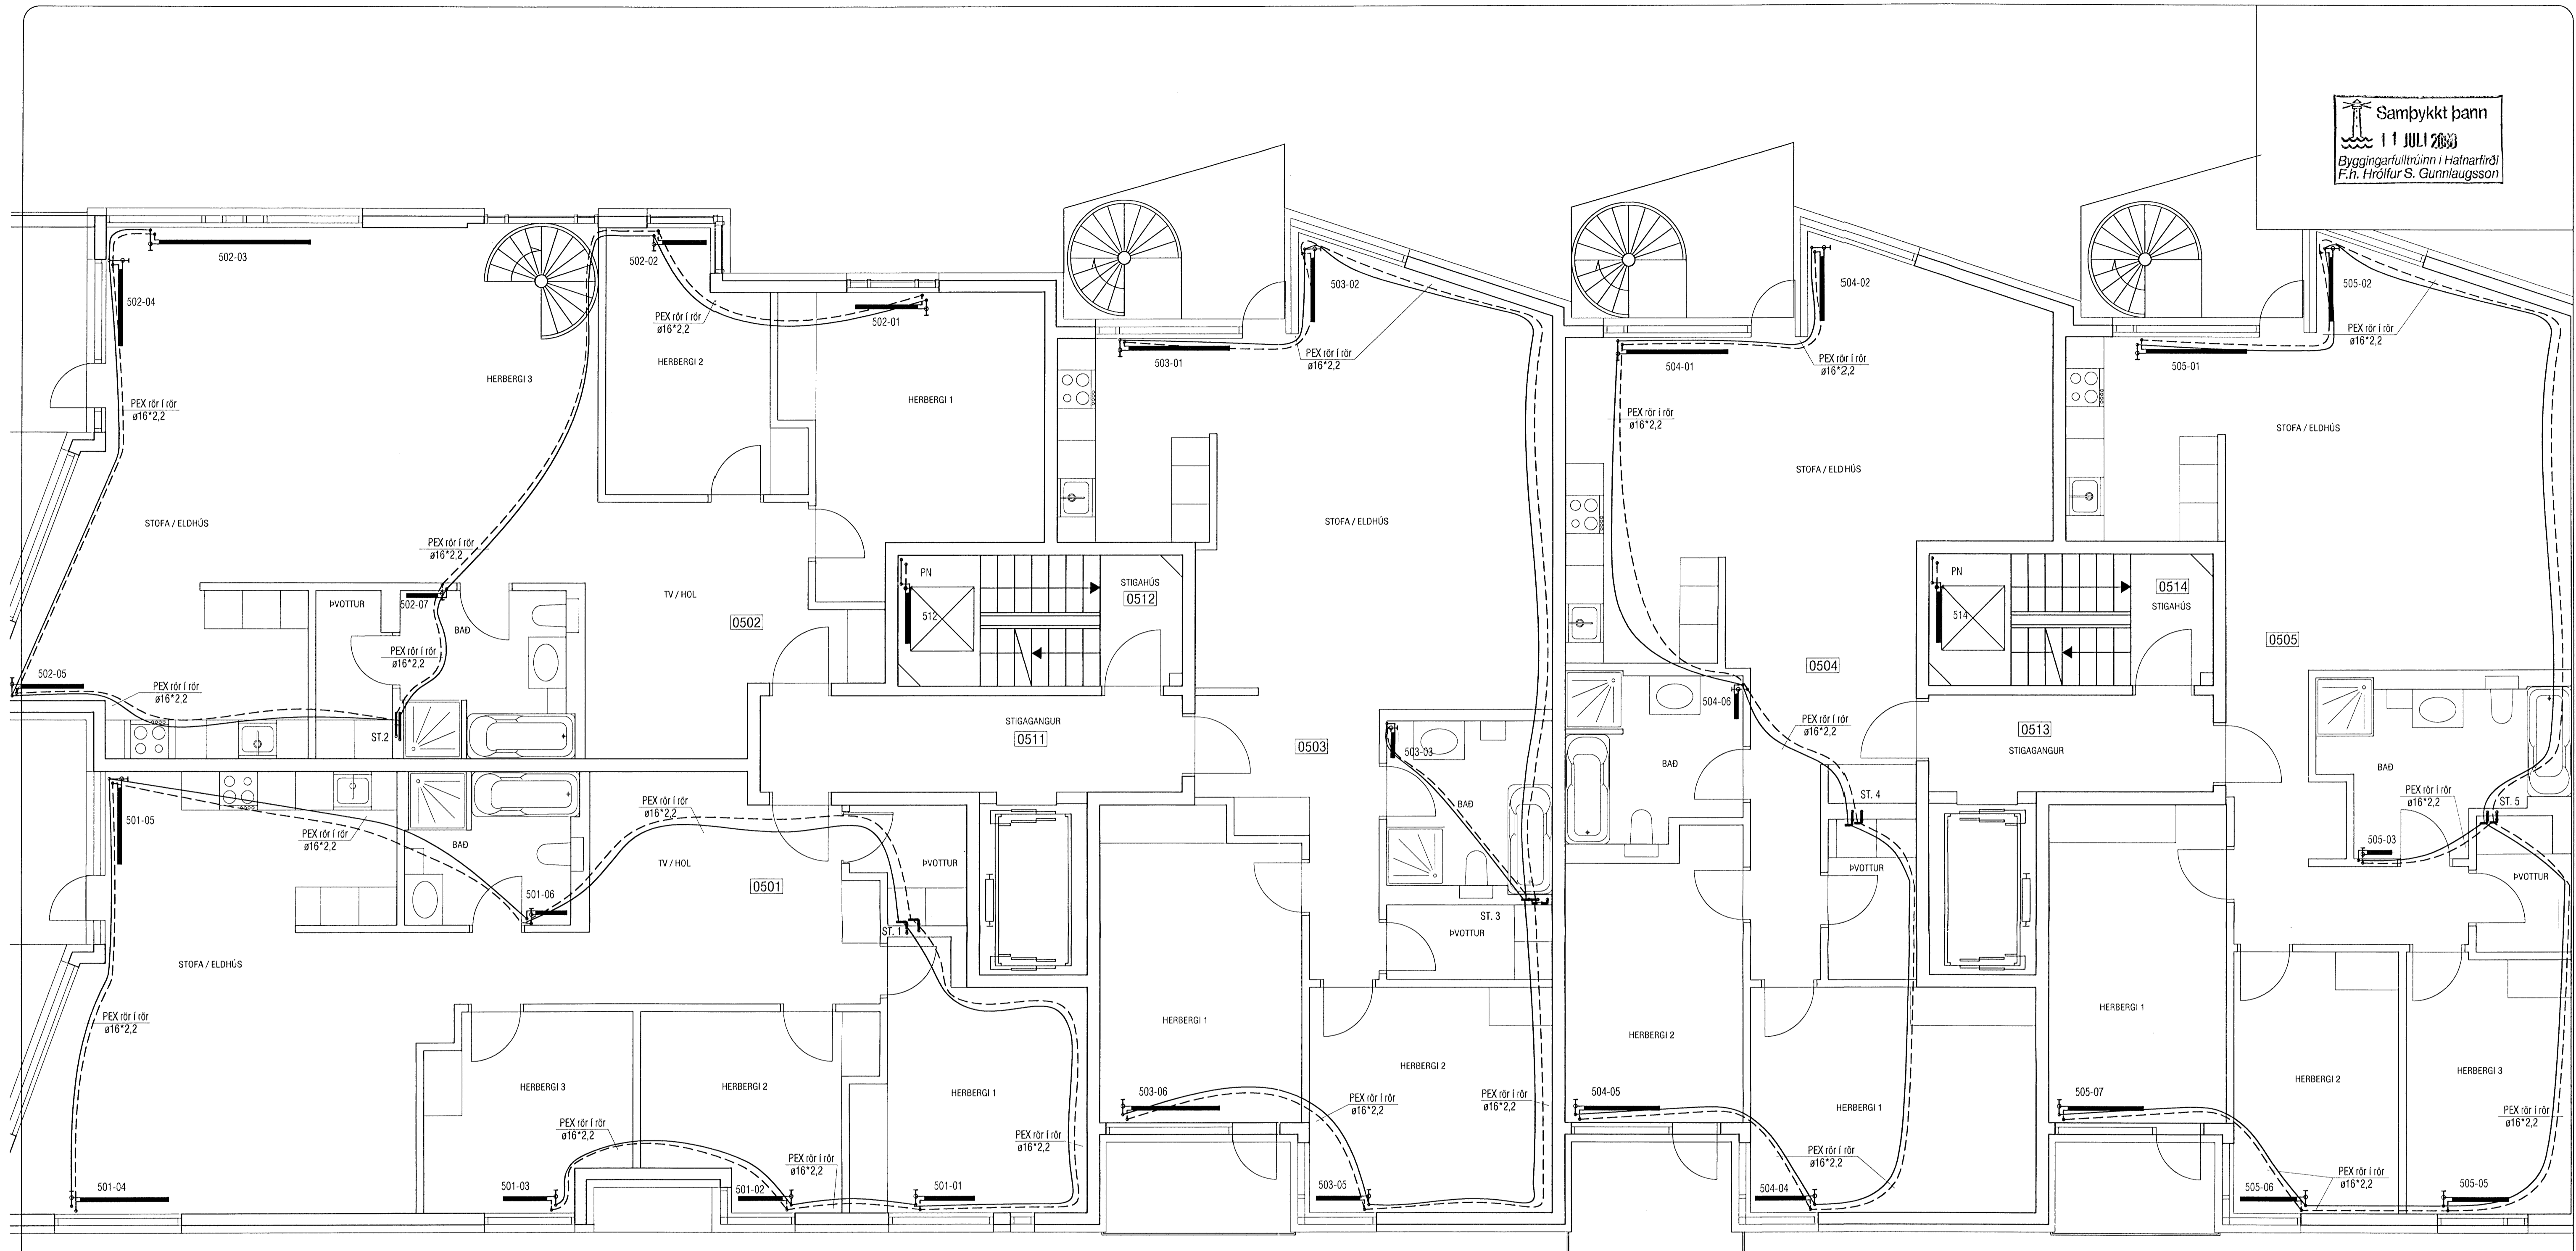 Samþykkt þann
11 JULI 2008
Byggingarfulltrúinn í Hafnarfirði
F.h. Hrólfur S. Gunnlaugsson
502-03
502-04
PEX rör í rör
ø16*2,2
HERBERGI 3
STOFA / ELDHÚS
PEX rör í rör
ø16*2,2
502-02
PEX rör í rör
ø16*2,2
HERBERGI 2
502-01
HERBERGI 1
502-07
ÞVOTTUR
BAÐ
PEX rör í rör
ø16*2,2
502-05
PEX rör í rör
ø16*2,2
ST.2
TV / HOL
0502
PN
512
STIGAHÚS
0512
STIGAGANGUR
0511
503-01
503-02
PEX rör í rör
ø16*2,2
STOFA / ELDHÚS
0503
503-03
BAÐ
ST. 3
ÞVOTTUR
HERBERGI 1
HERBERGI 2
503-06
PEX rör í rör
ø16*2,2
PEX rör í rör
ø16*2,2
503-05
504-01
504-02
PEX rör í rör
ø16*2,2
PEX rör í rör
ø16*2,2
STOFA / ELDHÚS
0504
504-06
BAÐ
PEX rör í rör
ø16*2,2
ST. 4
ÞVOTTUR
HERBERGI 2
504-05
HERBERGI 1
PEX rör í rör
ø16*2,2
504-04
PN
514
0514
STIGAHÚS
0513
STIGAGANGUR
505-01
505-02
PEX rör í rör
ø16*2,2
STOFA / ELDHÚS
0505
BAÐ
PEX rör í rör
ø16*2,2
ST. 5
505-03
ÞVOTTUR
HERBERGI 1
HERBERGI 2
HERBERGI 3
505-07
PEX rör í rör
ø16*2,2
PEX rör í rör
ø16*2,2
505-06
505-05
501-05
PEX rör í rör
ø16*2,2
BAÐ
501-06
PEX rör í rör
ø16*2,2
TV / HOL
0501
ÞVOTTUR
ST. 1
STOFA / ELDHÚS
PEX rör í rör
ø16*2,2
HERBERGI 3
HERBERGI 2
HERBERGI 1
PEX rör í rör
ø16*2,2
PEX rör í rör
ø16*2,2
PEX rör í rör
ø16*2,2
501-04
501-03
501-02
501-01